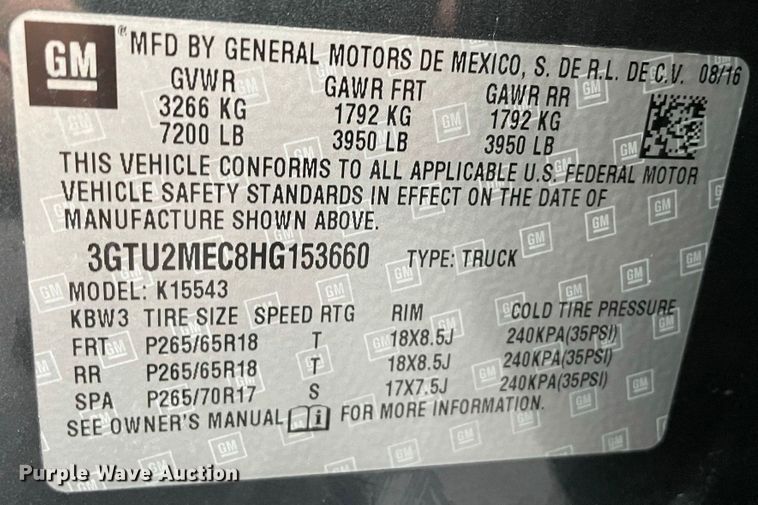 GM ® MFD BY GENERAL MOTORS DE MEXICO, S. DE R.L. DE C.V. 08/16
GVWR GAWR FRT GAWR RR
3266 KG 1792 KG 1792 KG
7200 LB 3950 LB 3950 LB
THIS VEHICLE CONFORMS TO ALL APPLICABLE U.S. FEDERAL MOTOR
VEHICLE SAFETY STANDARDS IN EFFECT ON THE DATE OF
MANUFACTURE SHOWN ABOVE.
3GTU2MEC8HG153660 TYPE: TRUCK
MODEL: K15543
KBW3 TIRE SIZE SPEED RTG RIM COLD TIRE PRESSURE
FRT P265/65R18 T 18X8.5J 240KPA(35PSI)
RR P265/65R18 T 18X8.5J 240KPA(35PSI)
SPA P265/70R17 S 17X7.5J 240KPA(35PSI)
SEE OWNER'S MANUAL i FOR MORE INFORMATION.
Purple Wave Auction